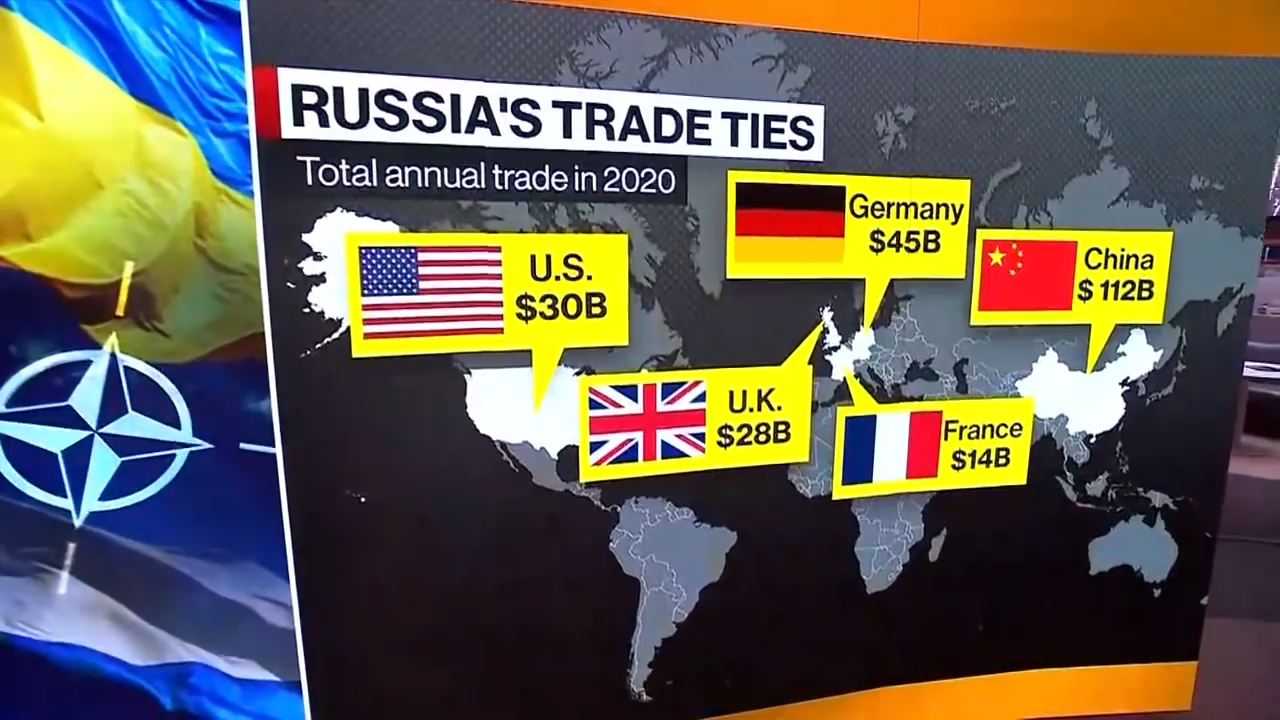 RUSSIA'S TRADE TIES
Total annual trade in 2020
Germany
$45B
U.S.
$30B
China
$ 112B
U.K.
$28B
France
$14B